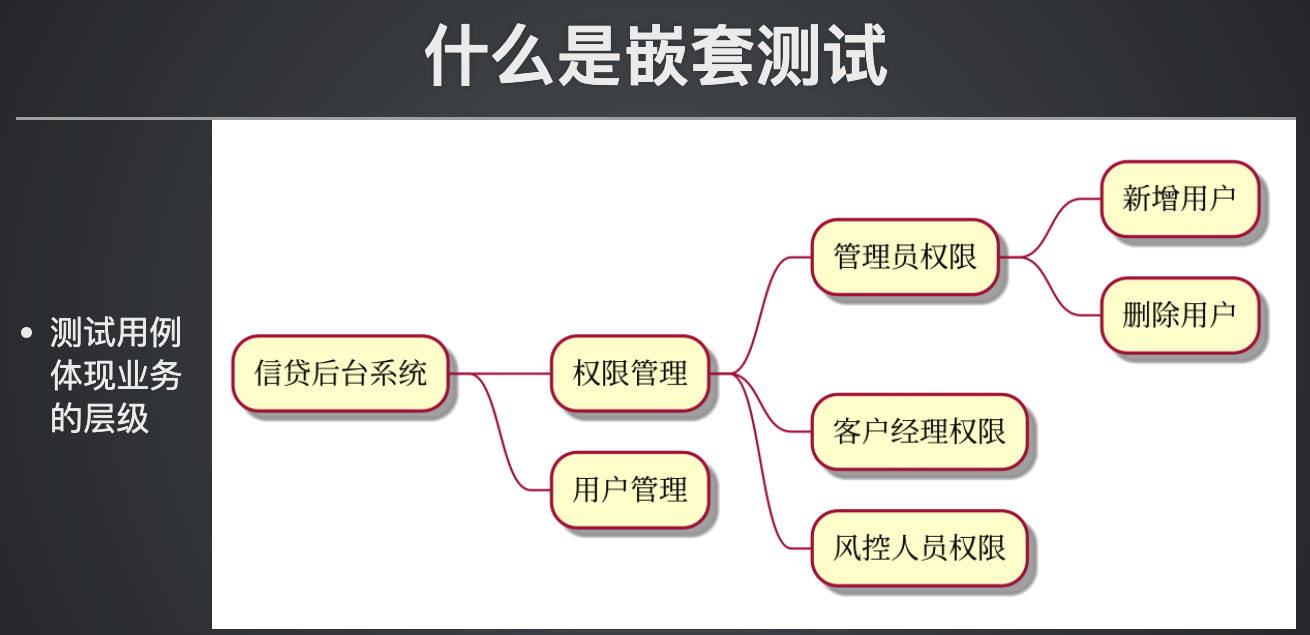 什么是嵌套测试
• 测试用例
体现业务
的层级
信贷后台系统
权限管理
管理员权限
新增用户
删除用户
客户经理权限
风控人员权限
用户管理